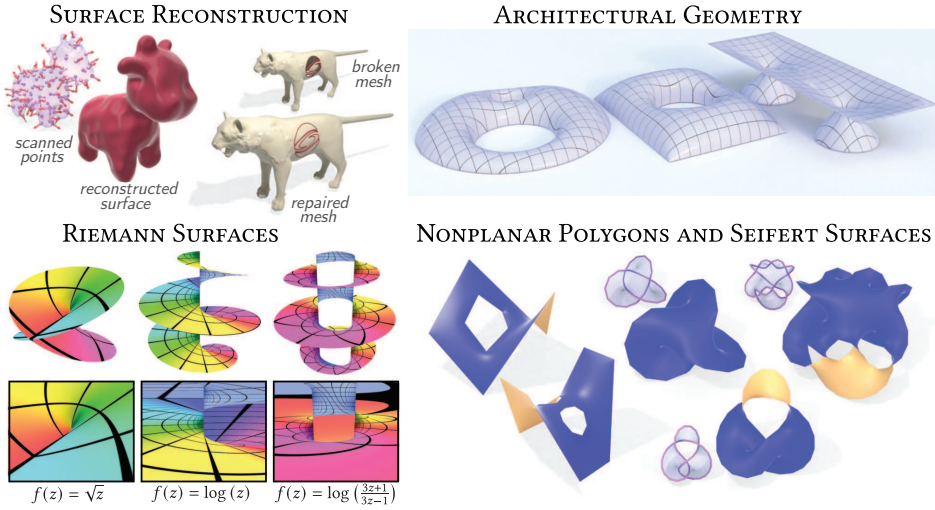 SURFACE RECONSTRUCTION
scanned
points
reconstructed
surface
broken
mesh
repaired
mesh
ARCHITECTURAL GEOMETRY
RIEMANN SURFACES
f(z) = √z
f(z) = log (z)
f(z) = log (3z+1/3z−1)
NONPLANAR POLYGONS AND SEIFERT SURFACES